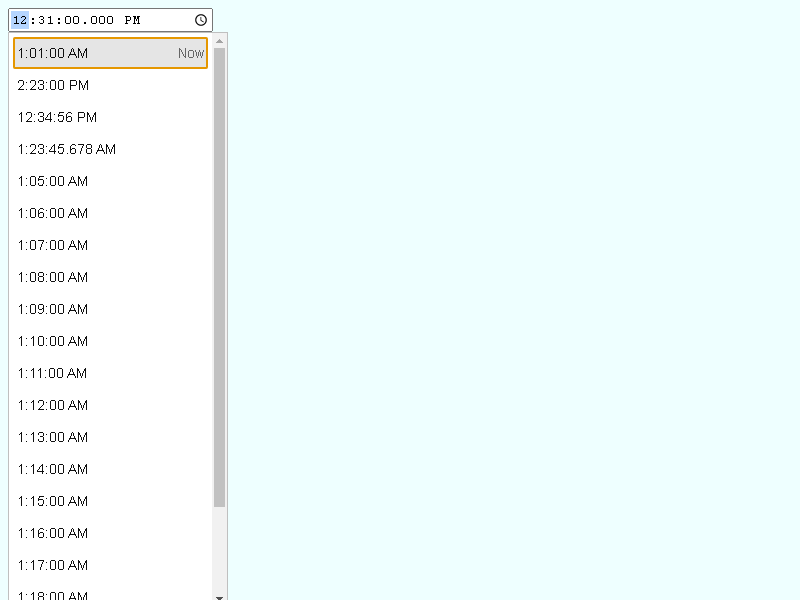 12:31:00.000 PM
1:01:00 AM Now
2:23:00 PM
12:34:56 PM
1:23:45.678 AM
1:05:00 AM
1:06:00 AM
1:07:00 AM
1:08:00 AM
1:09:00 AM
1:10:00 AM
1:11:00 AM
1:12:00 AM
1:13:00 AM
1:14:00 AM
1:15:00 AM
1:16:00 AM
1:17:00 AM
1:18:00 AM